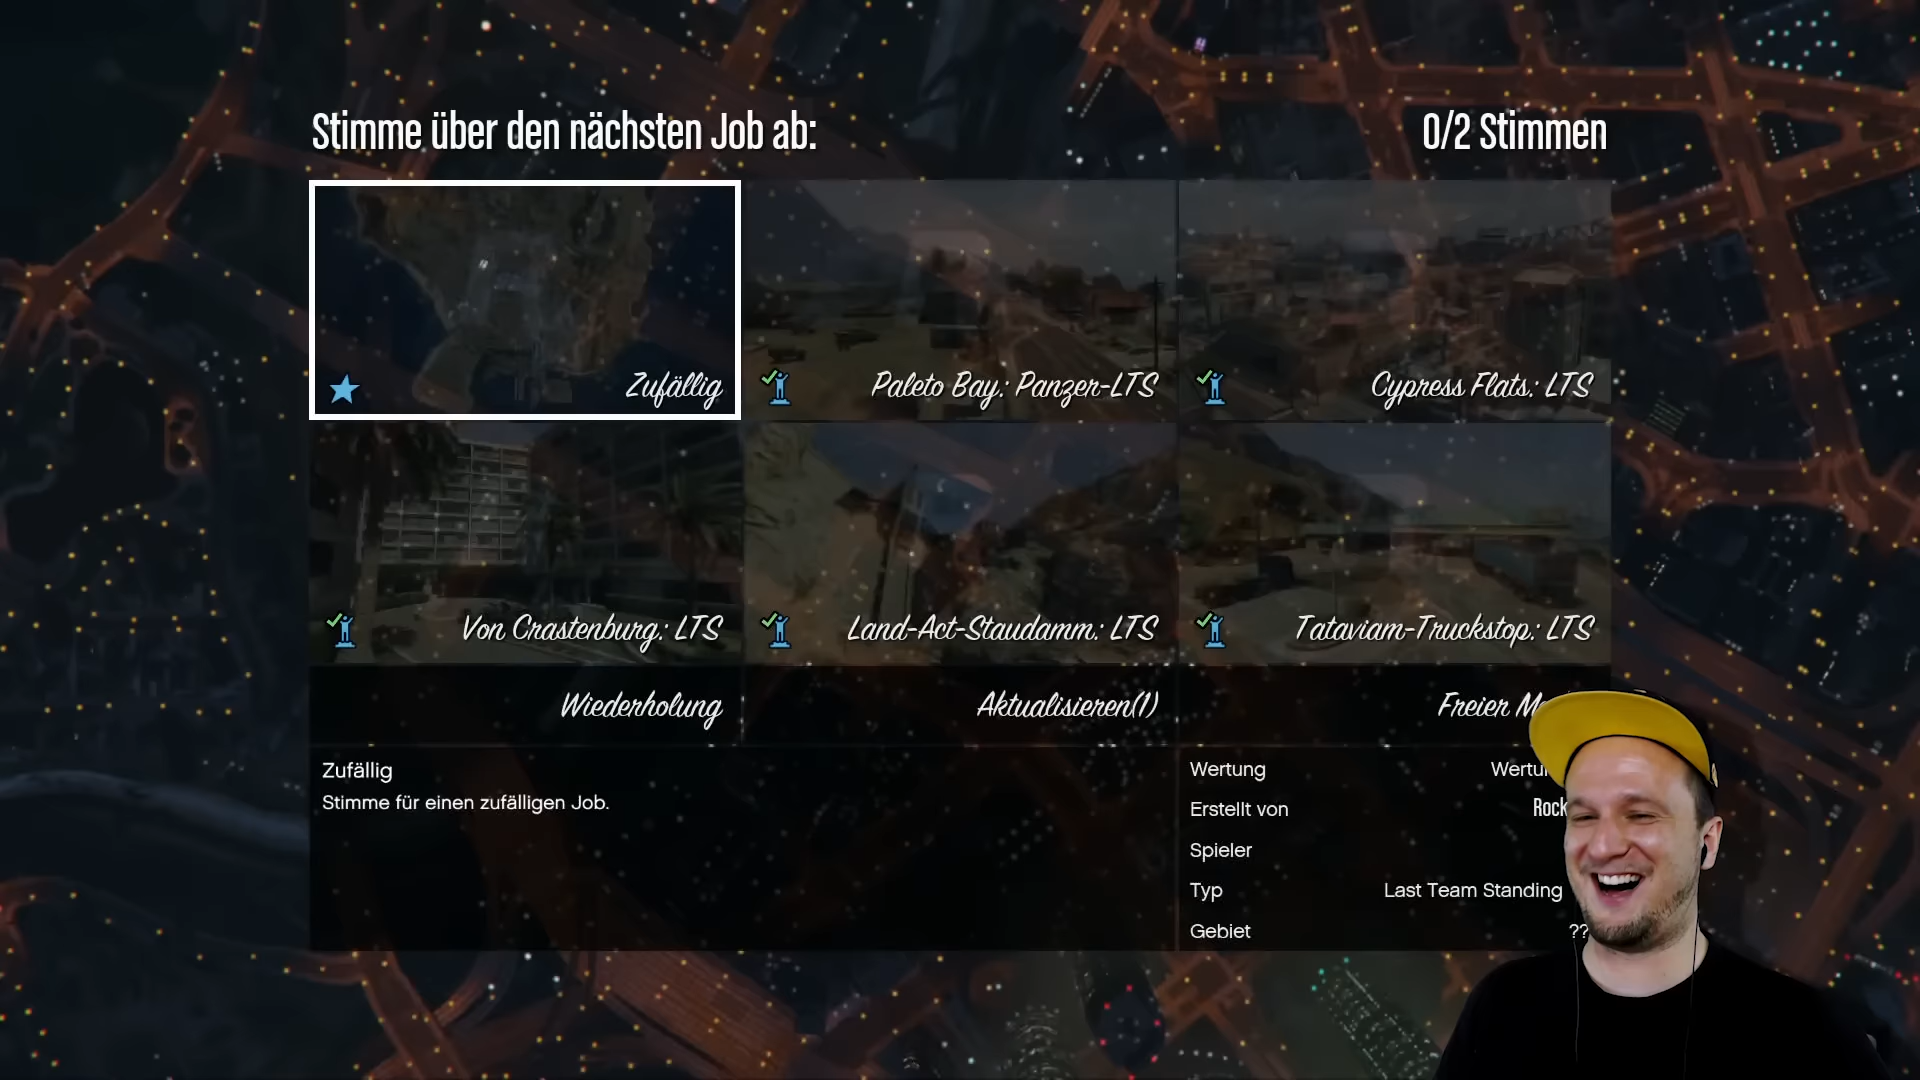 Stimme über den nächsten Job ab:
0/2 Stimmen
Zufällig
Paleto Bay.: Panzer-LTS
Cypress Flats.: LTS
Von Crastenburg.: LTS
Land-Act-Staudamm.: LTS
Tataviam-Truckstop.: LTS
Wiederholung
Aktualisieren(1)
Freier
Zufällig
Stimme für einen zufälligen Job.
Wertung
Erstellt von
Rock
Spieler
Typ
Last Team Standing
Gebiet
??